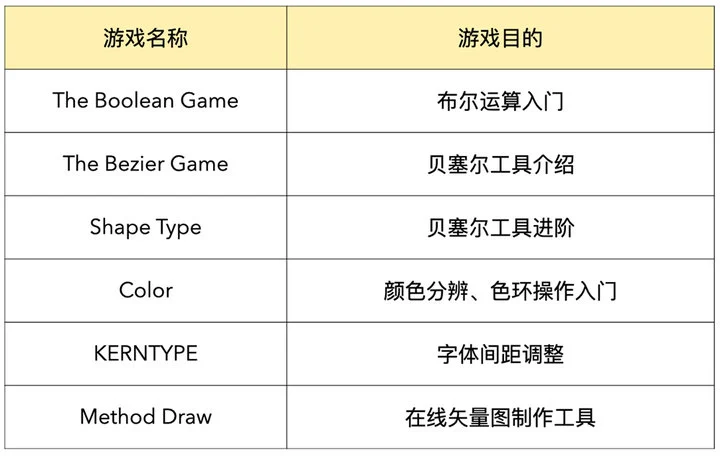 游戏名称 游戏目的
The Boolean Game 布尔运算入门
The Bezier Game 贝塞尔工具介绍
Shape Type 贝塞尔工具进阶
Color 颜色分辨、色环操作入门
KERNTYPE 字体间距调整
Method Draw 在线矢量图制作工具